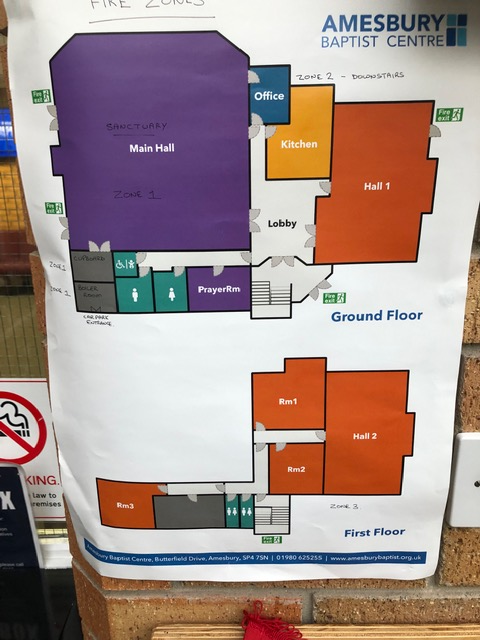 FIRE ZONES
AMESBURY
BAPTIST CENTRE
ZONE 2 - DOWNSTAIRS
Fire
exit
Office
Fire
exit
SANCTUARY
Kitchen
Main Hall
Hall 1
ZONE 1
Fire
exit
Lobby
ZONE 1
CUPBOARD
ZONE 1
BOILER
ROOM
PrayerRm
Fire
exit
CAR PARK
ENTRANCE
Ground Floor
Rm1
Hall 2
Rm2
KING.
law to
remises
Rm3
ZONE 3
First Floor
Fire
exit
Amesbury Baptist Centre, Butterfield Drive, Amesbury, SP4 7SN | 01980 625255 | www.amesburybaptist.org.uk